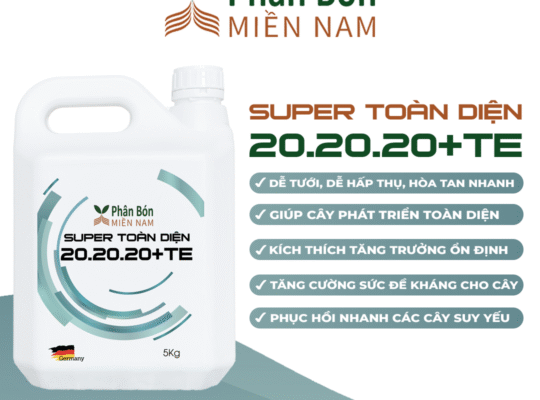 Phân Bón
MIỀN NAM
SUPER TOÀN DIỆN
20.20.20+TE
DỄ TƯỚI, DỄ HẤP THỤ, HÒA TAN NHANH
GIÚP CÂY PHÁT TRIỂN TOÀN DIỆN
KÍCH THÍCH TĂNG TRƯỞNG ỔN ĐỊNH
TĂNG CƯỜNG SỨC ĐỀ KHÁNG CHO CÂY
PHỤC HỒI NHANH CÁC CÂY SUY YẾU
Phân Bón
MIỀN NAM
SUPER TOÀN DIỆN
20.20.20+TE
Germany
5Kg